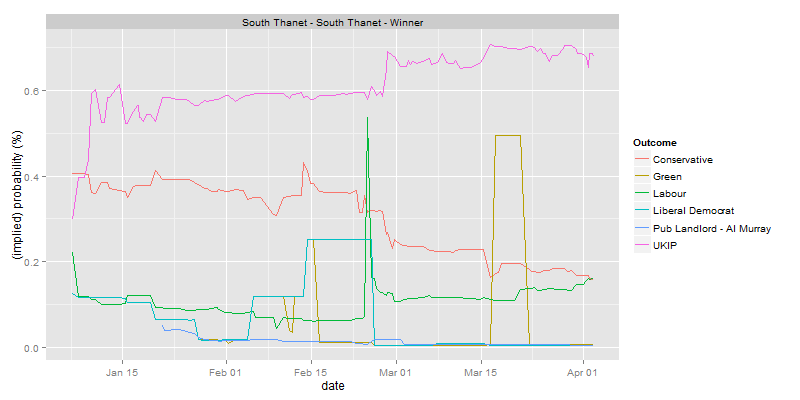 South Thanet - South Thanet - Winner
(implied) probability (%)
0.6
0.4
0.2
0.0
Jan 15
Feb 01
Feb 15
Mar 01
Mar 15
Apr 01
date
Outcome
Conservative
Green
Labour
Liberal Democrat
Pub Landlord - Al Murray
UKIP